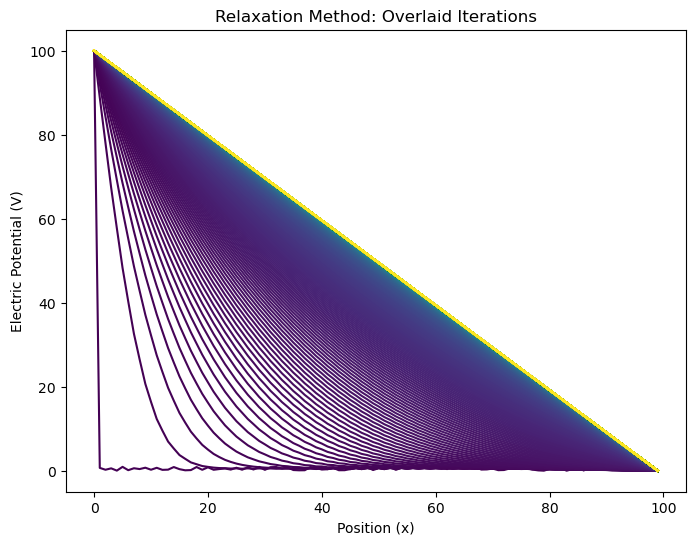 Relaxation Method: Overlaid Iterations
100
80
60
40
20
0
Electric Potential (V)
0 20 40 60 80 100
Position (x)